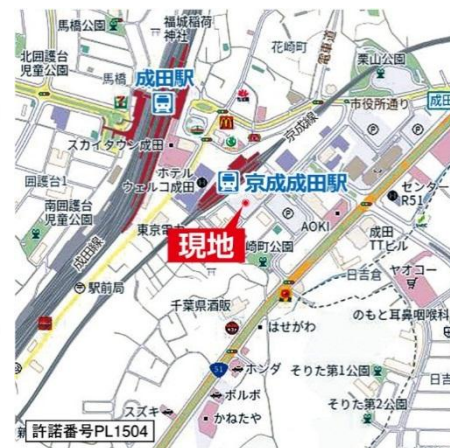 馬橋公園
福城稲荷
神社
花崎町
電車道
栗山公園
北囲護台
児童公園
馬橋
成田駅
市役所通り
成田
スカイタウン成田
京成線
ホテル
ウェルコ成田
京成成田駅
囲護台1
南囲護台
児童公園
センター
R51
AOKI
成田
TTビル
東京電力
現地
崎町公園
日吉倉
ヤオコー
成田線
駅前局
千葉県酒販
はせがわ
のもと耳鼻咽喉科
51
ホンダ
そりた第1公園
日吉
ボルボ
スズキ
かねたや
そりた第2公園
許諾番号PL1504